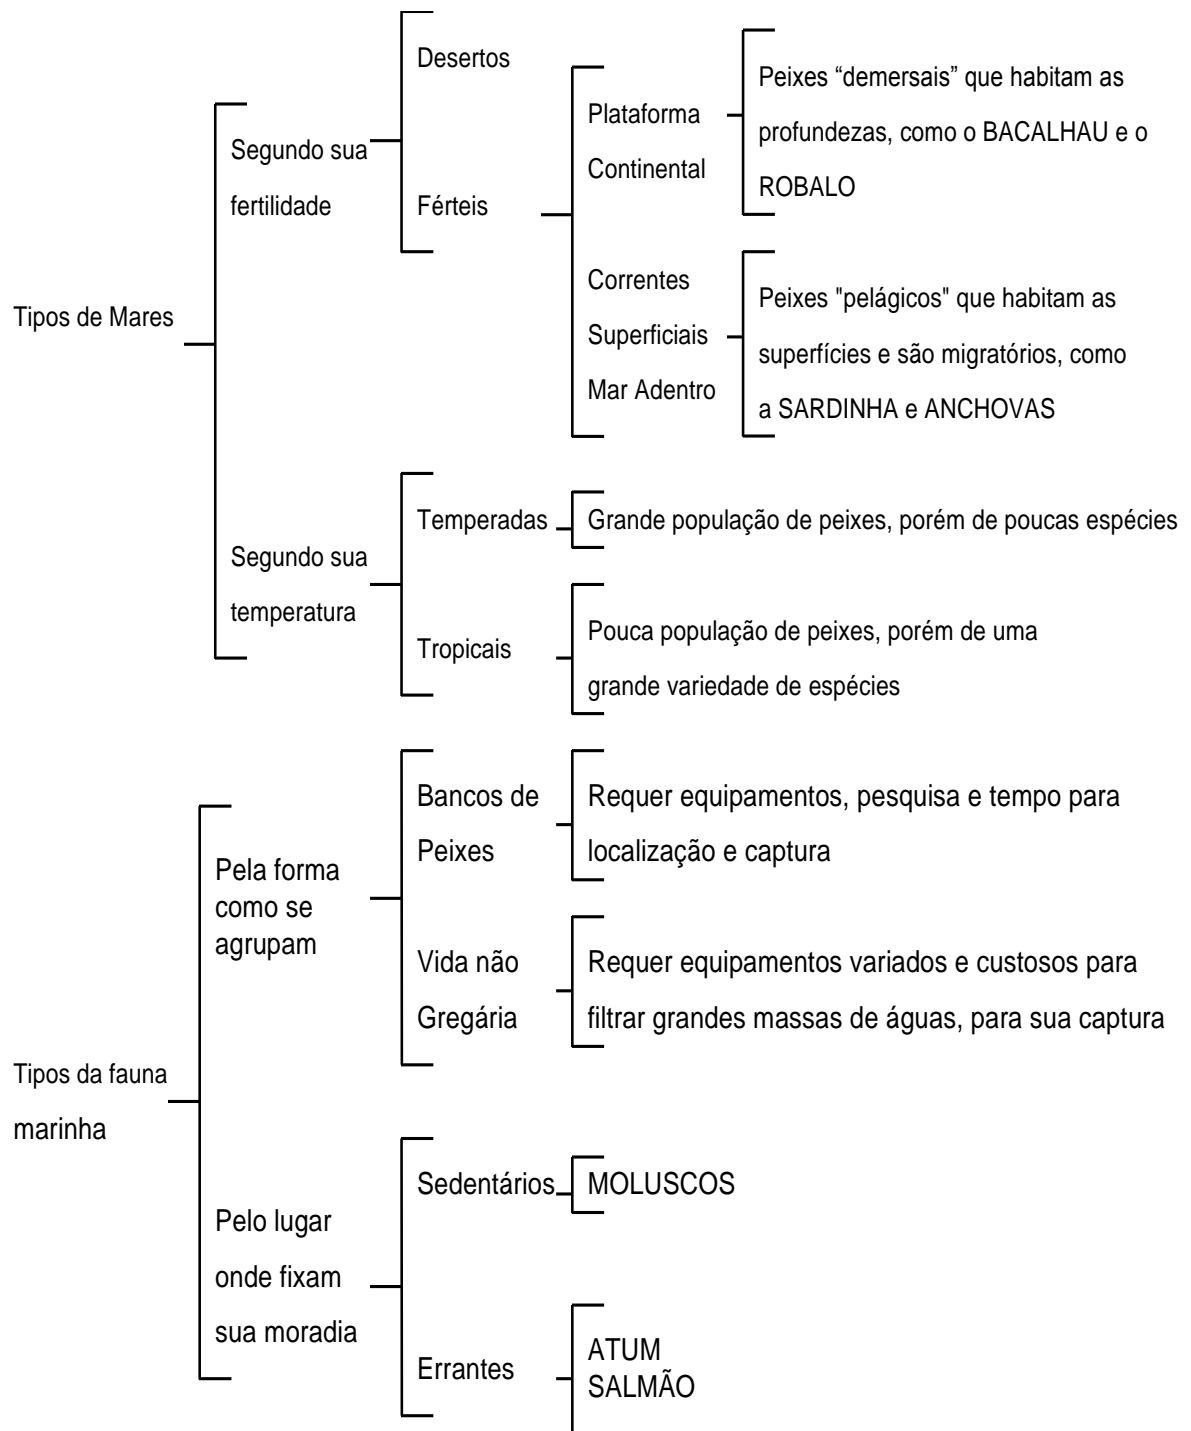 Desertos
Peixes “demersais” que habitam as
profundezas, como o BACALHAU e o
ROBALO
Plataforma
Continental
Segundo sua
fertilidade
Férteis
Correntes
Superficiais
Mar Adentro
Peixes "pelágicos" que habitam as
superfícies e são migratórios, como
a SARDINHA e ANCHOVAS
Tipos de Mares
Temperadas
Grande população de peixes, porém de poucas espécies
Segundo sua
temperatura
Tropicais
Pouca população de peixes, porém de uma
grande variedade de espécies
Bancos de
Peixes
Requer equipamentos, pesquisa e tempo para
localização e captura
Pela forma
como se
agrupam
Vida não
Gregária
Requer equipamentos variados e custosos para
filtrar grandes massas de águas, para sua captura
Tipos da fauna
marinha
Sedentários
MOLUSCOS
Pelo lugar
onde fixam
sua moradia
Errantes
ATUM
SALMÃO